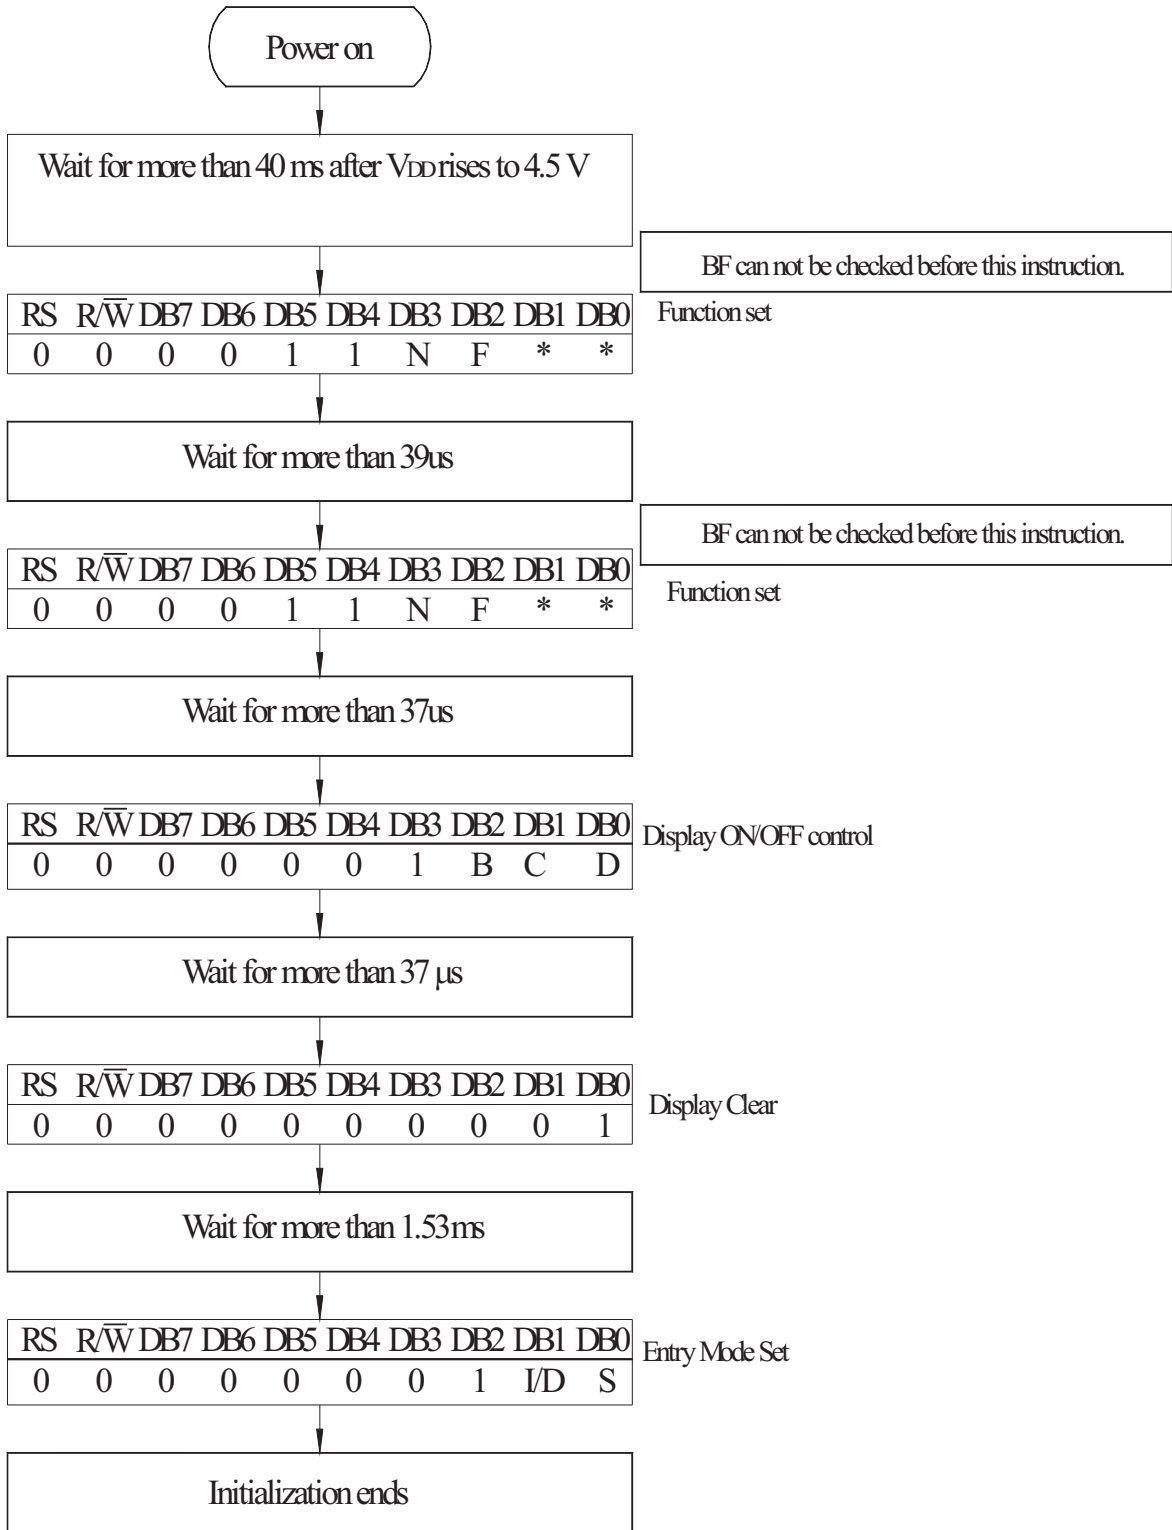 Power on
Wait for more than 40 ms after VDD rises to 4.5 V
BF can not be checked before this instruction.
RS R/W̅ DB7 DB6 DB5 DB4 DB3 DB2 DB1 DB0
Function set
0 0 0 0 1 1 N F * *
Wait for more than 39us
BF can not be checked before this instruction.
RS R/W̅ DB7 DB6 DB5 DB4 DB3 DB2 DB1 DB0
Function set
0 0 0 0 1 1 N F * *
Wait for more than 37us
RS R/W̅ DB7 DB6 DB5 DB4 DB3 DB2 DB1 DB0
Display ON/OFF control
0 0 0 0 0 0 1 B C D
Wait for more than 37 μs
RS R/W̅ DB7 DB6 DB5 DB4 DB3 DB2 DB1 DB0
Display Clear
0 0 0 0 0 0 0 0 0 1
Wait for more than 1.53ms
RS R/W̅ DB7 DB6 DB5 DB4 DB3 DB2 DB1 DB0
Entry Mode Set
0 0 0 0 0 0 0 1 I/D S
Initialization ends